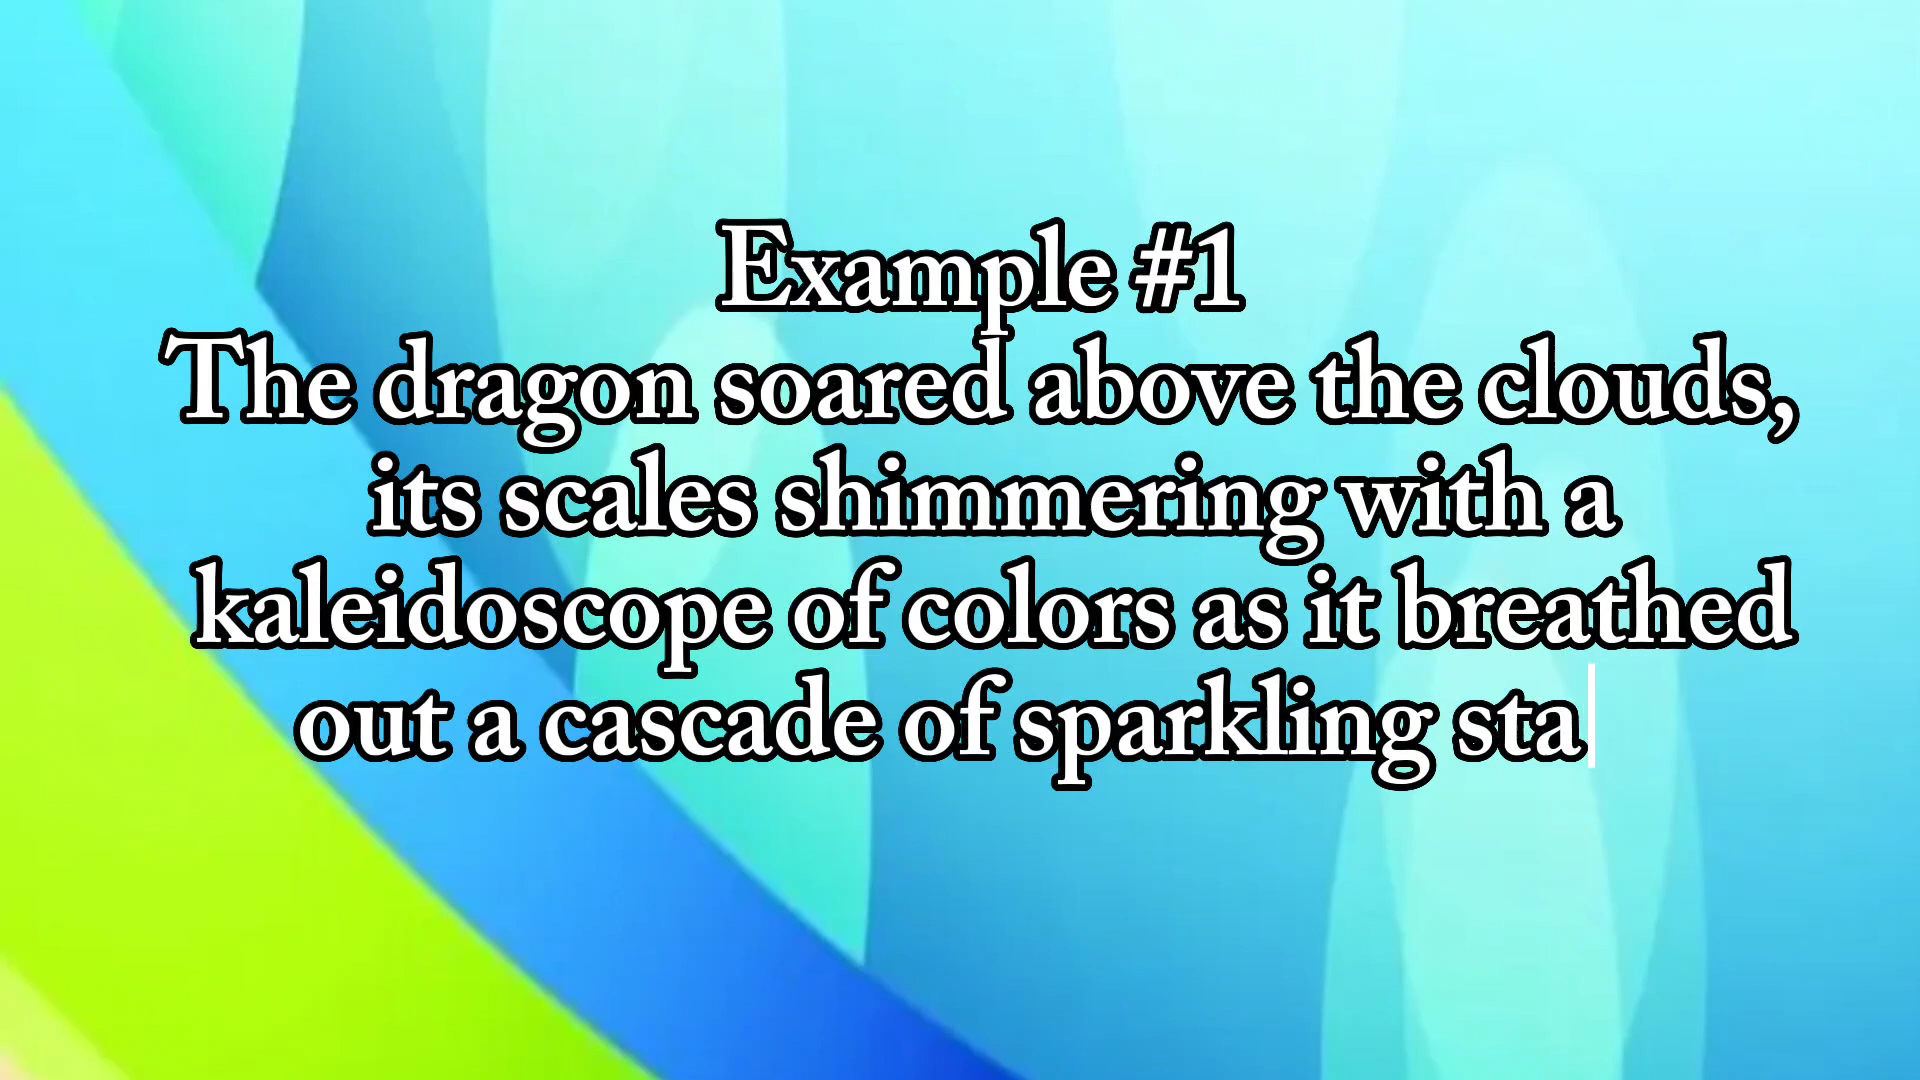 Example #1
The dragon soared above the clouds,
its scales shimmering with a
kaleidoscope of colors as it breathed
out a cascade of sparkling sta